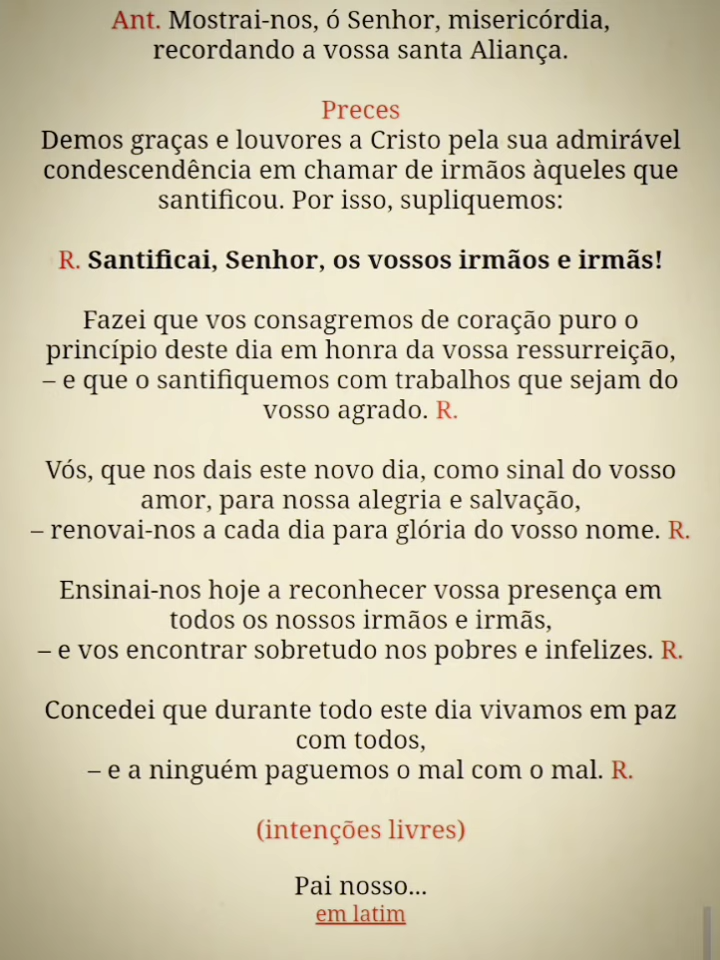 Ant. Mostrai-nos, ó Senhor, misericórdia,
recordando a vossa santa Aliança.
Preces
Demos graças e louvores a Cristo pela sua admirável
condescendência em chamar de irmãos àqueles que
santificou. Por isso, supliquemos:
R. Santificai, Senhor, os vossos irmãos e irmãs!
Fazei que vos consagremos de coração puro o
princípio deste dia em honra da vossa ressurreição,
– e que o santifiquemos com trabalhos que sejam do
vosso agrado. R.
Vós, que nos dais este novo dia, como sinal do vosso
amor, para nossa alegria e salvação,
– renovai-nos a cada dia para glória do vosso nome. R.
Ensinai-nos hoje a reconhecer vossa presença em
todos os nossos irmãos e irmãs,
– e vos encontrar sobretudo nos pobres e infelizes. R.
Concedei que durante todo este dia vivamos em paz
com todos,
– e a ninguém paguemos o mal com o mal. R.
(intenções livres)
Pai nosso...
em latim